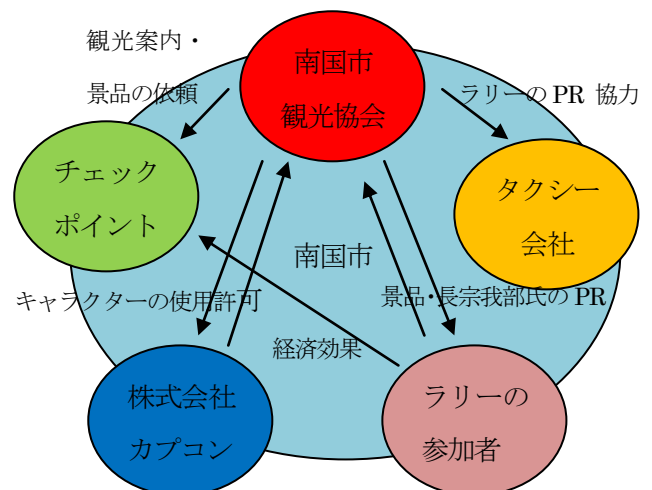 観光案内・
景品の依頼
南国市
観光協会
ラリーの PR 協力
チェック
ポイント
タクシー
会社
南国市
キャラクターの使用許可
景品・長宗我部氏の PR
経済効果
株式会社
カプコン
ラリーの
参加者